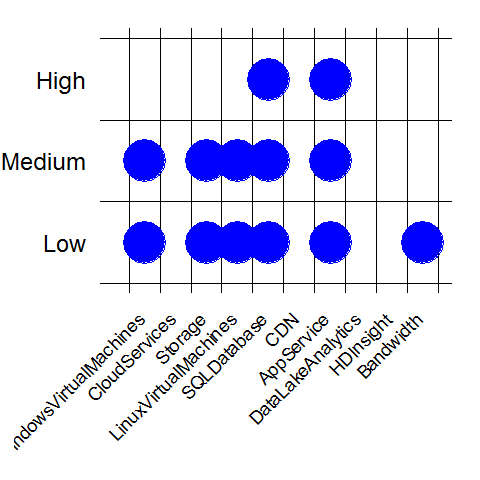 High
Medium
Low
ndowsVirtualMachines
CloudServices
Storage
LinuxVirtualMachines
SQLDatabase
CDN
AppService
DataLakeAnalytics
HDInsight
Bandwidth